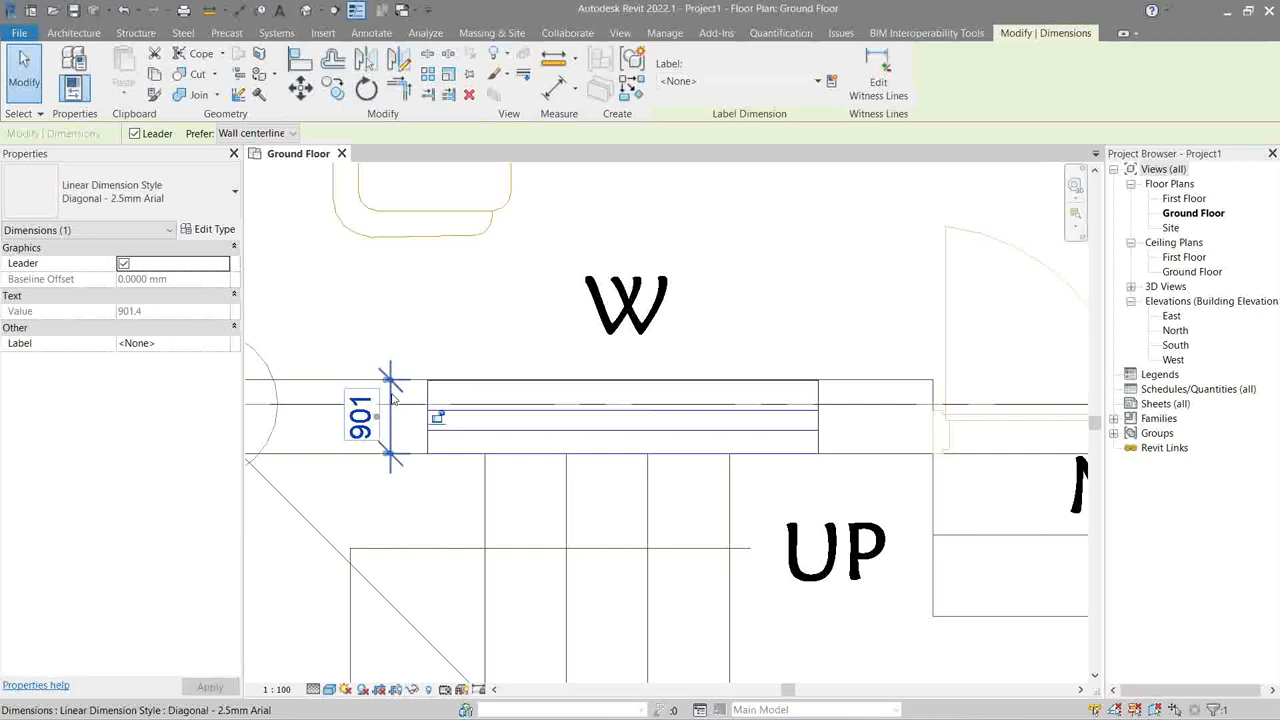 Autodesk Revit 2022.1 - Project1 - Floor Plan: Ground Floor
File Architecture Structure Steel Precast Systems Insert Annotate Analyze Massing & Site Collaborate View Manage Add-Ins Quantification Issues BIM Interoperability Tools Modify | Dimensions
Modify Paste Cope Cut Join Label: <None> Edit Witness Lines
Select Properties Clipboard Geometry Modify View Measure Create Label Dimension Witness Lines
Modify | Dimensions Leader Prefer: Wall centerline
Properties
Linear Dimension Style
Diagonal - 2.5mm Arial
Dimensions (1) Edit Type
Graphics
Leader
Baseline Offset 0.0000 mm
Text
Value 901.4
Other
Label <None>
Properties help Apply
Ground Floor
W
901
UP
1 : 100
Project Browser - Project1
Views (all)
Floor Plans
First Floor
Ground Floor
Site
Ceiling Plans
First Floor
Ground Floor
3D Views
Elevations (Building Elevation
East
North
South
West
Legends
Schedules/Quantities (all)
Sheets (all)
Families
Groups
Revit Links
Dimensions : Linear Dimension Style : Diagonal - 2.5mm Arial :0 Main Model :1